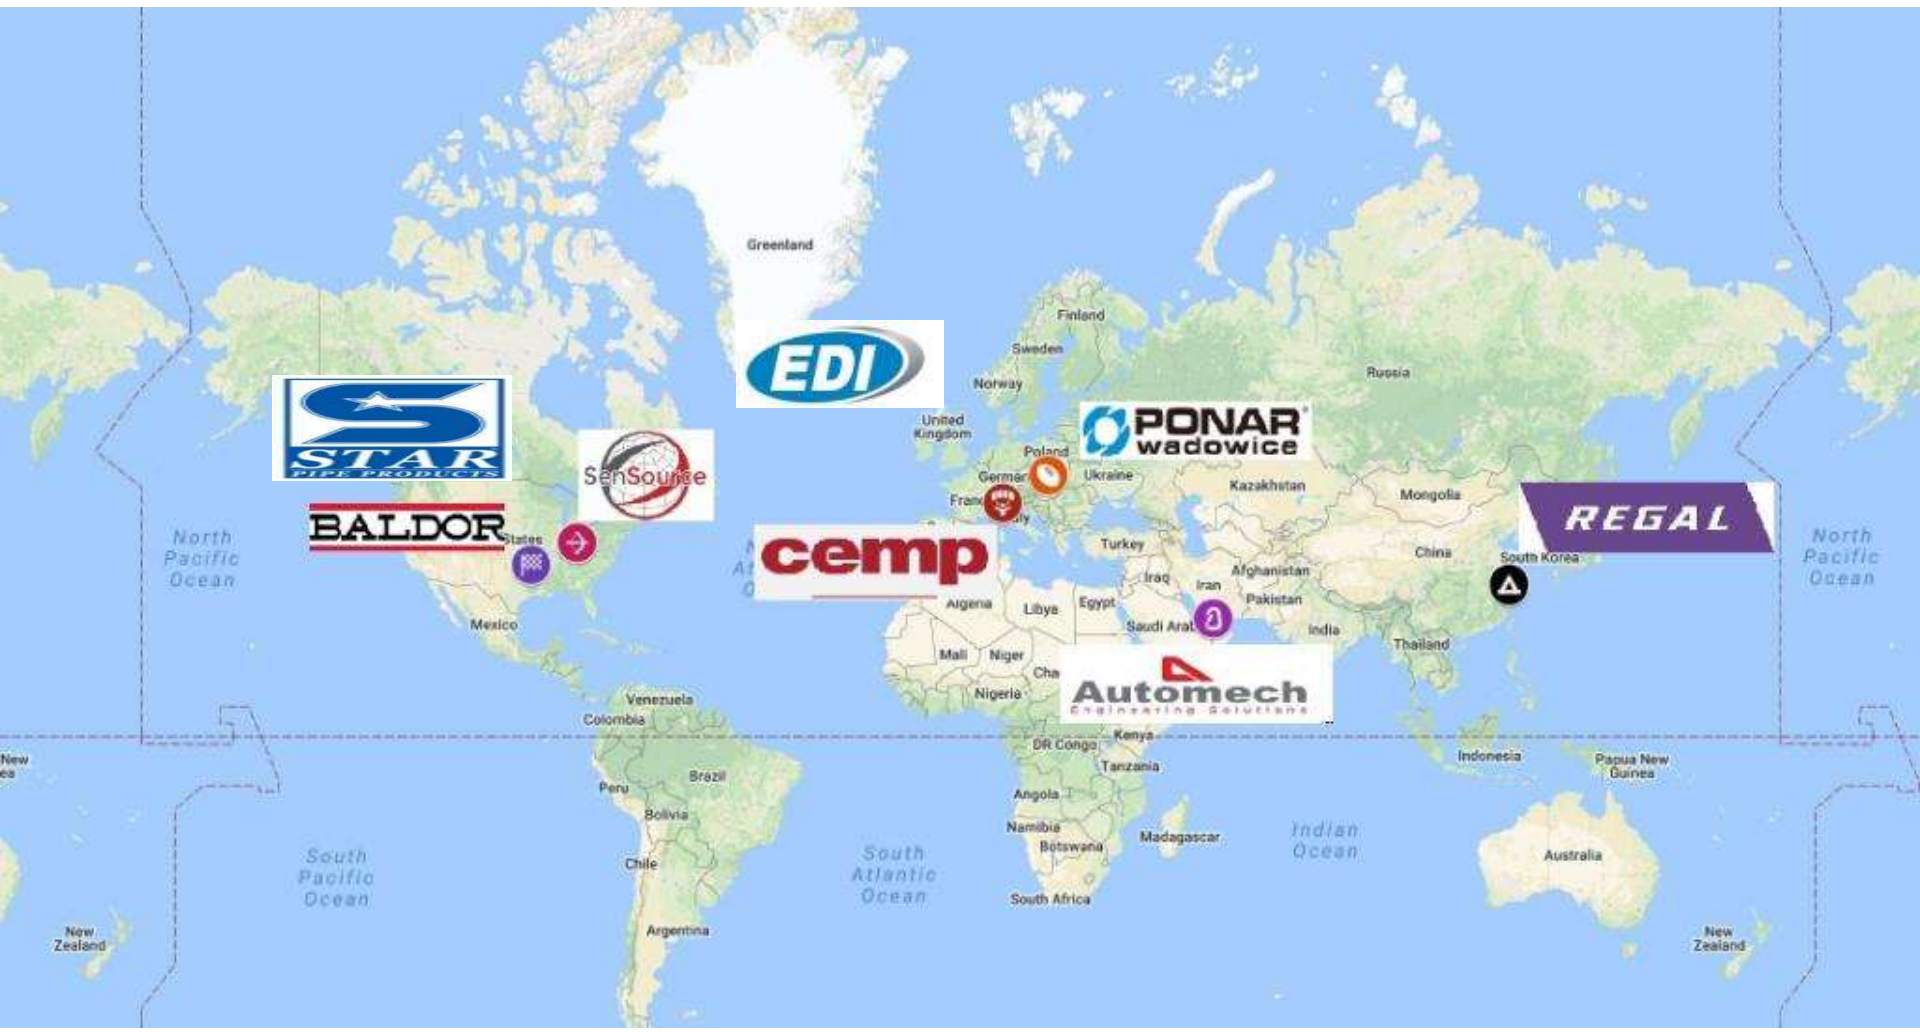 Greenland
Finland
Sweden
Norway
Russia
EDI
United
Kingdom
STAR
PIPE PRODUCTS
PONAR
wadowice
SenSource
Poland
Ukraine
Kazakhstan
Mongolia
REGAL
BALDOR
States
North
Pacific
Ocean
cemp
Turkey
China
South Korea
North
Pacific
Ocean
Iraq
Iran
Afghanistan
Pakistan
Algeria
Libya
Egypt
Mexico
India
Thailand
Mali
Niger
Nigeria
Automech
Engineering Solutions
Venezuela
Colombia
DR Congo
Kenya
Tanzania
Indonesia
Papua New
Guinea
New
Brazil
Peru
Angola
Bolivia
Namibia
Botswana
Madagascar
Indian
Ocean
South
Pacific
Ocean
Chile
South
Atlantic
Ocean
Australia
South Africa
Argentina
New
Zealand
New
Zealand